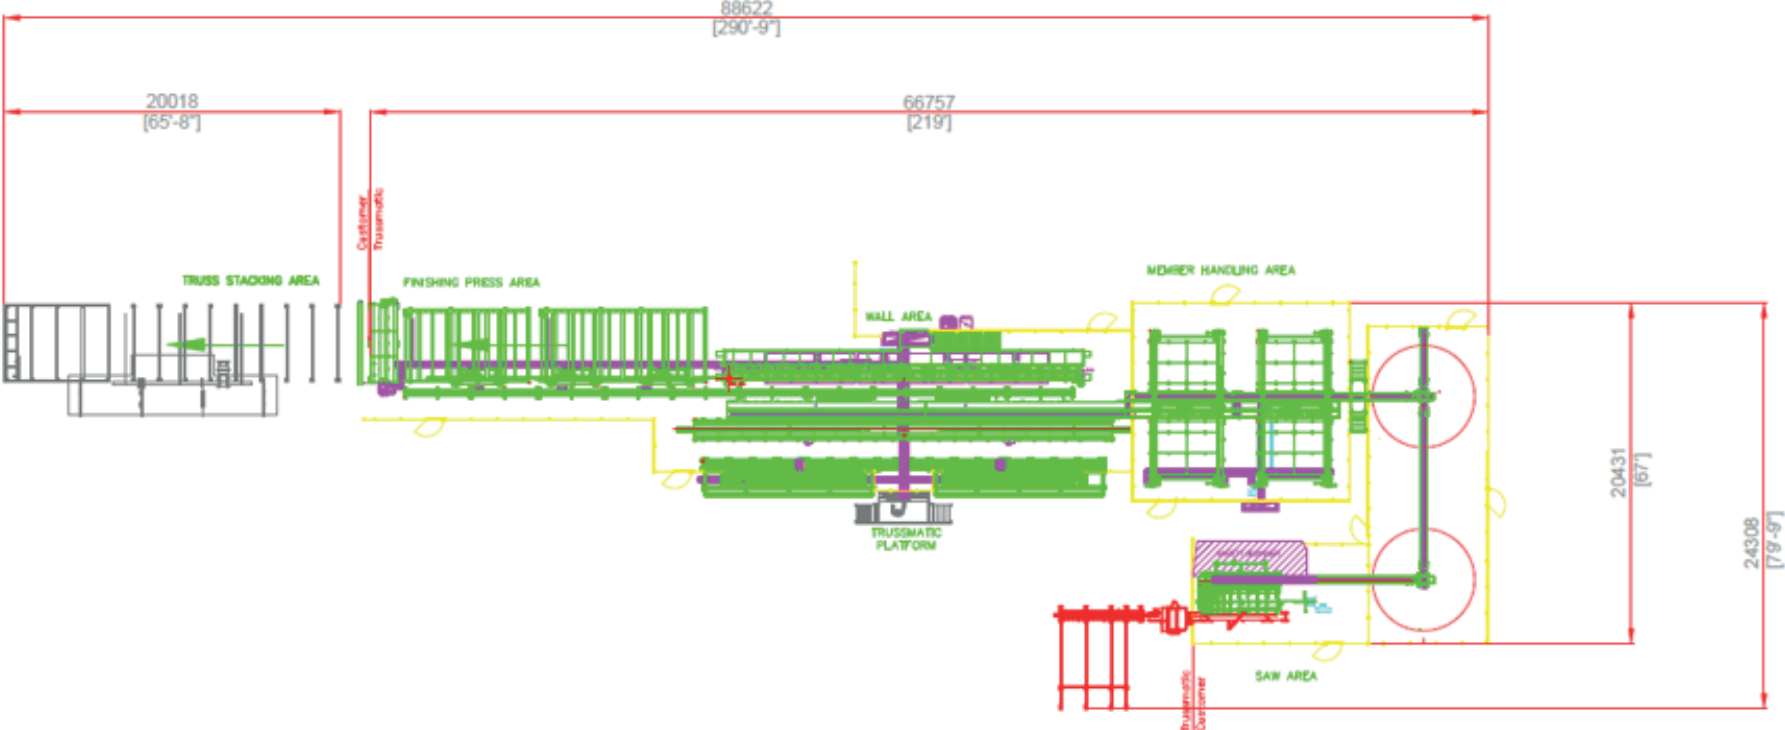 88622
[290'-9"]
20018
[65'-8"]
66757
[219']
Customer
Trussmatic
TRUSS STACKING AREA
FINISHING PRESS AREA
WALL AREA
MEMBER HANDLING AREA
TRUSSMATIC
PLATFORM
20431
[67']
24308
[79'-9"]
SAW AREA
Trussmatic
Customer